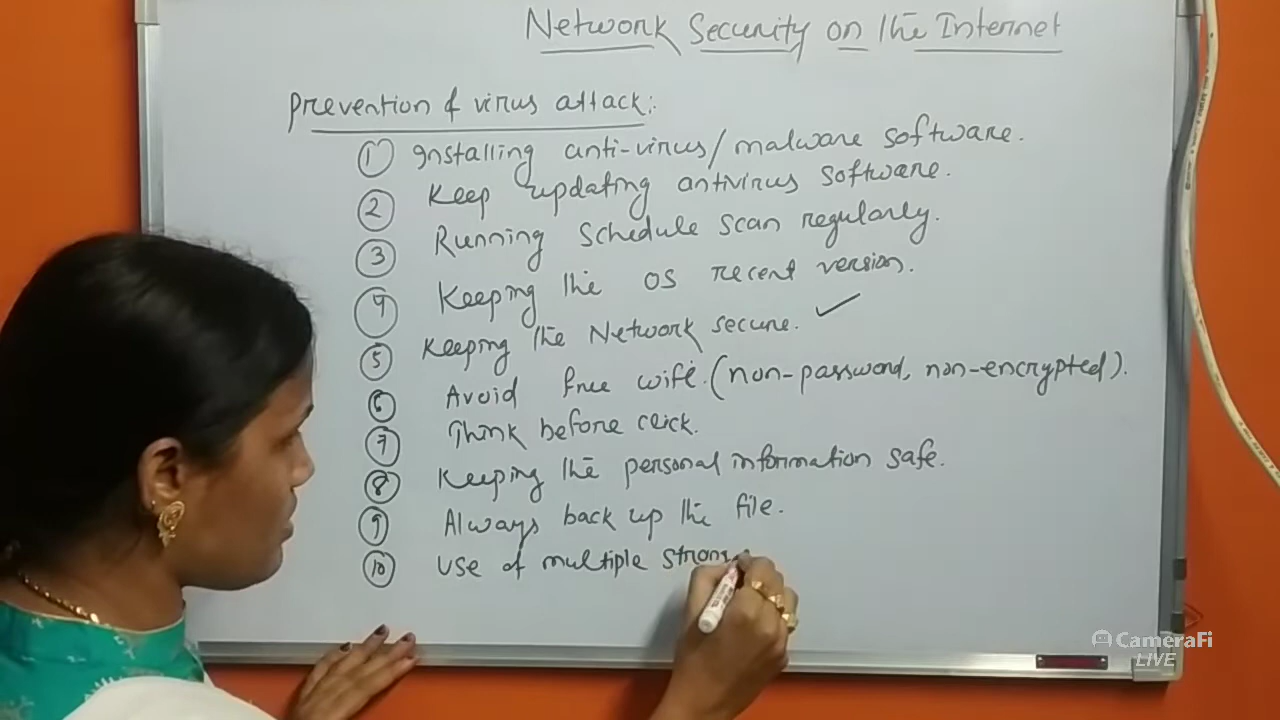 Network Security on the Internet
Prevention of virus attack:
① Installing anti-virus/malware software.
② Keep updating antivirus software.
③ Running Schedule scan regularly.
④ Keeping the OS recent version.
⑤ Keeping the Network secure. ✓
⑥ Avoid free wifi. (non-password, non-encrypted).
⑦ Think before click.
⑧ Keeping the personal information safe.
⑨ Always back up the file.
⑩ Use of multiple stron
CameraFi
LIVE